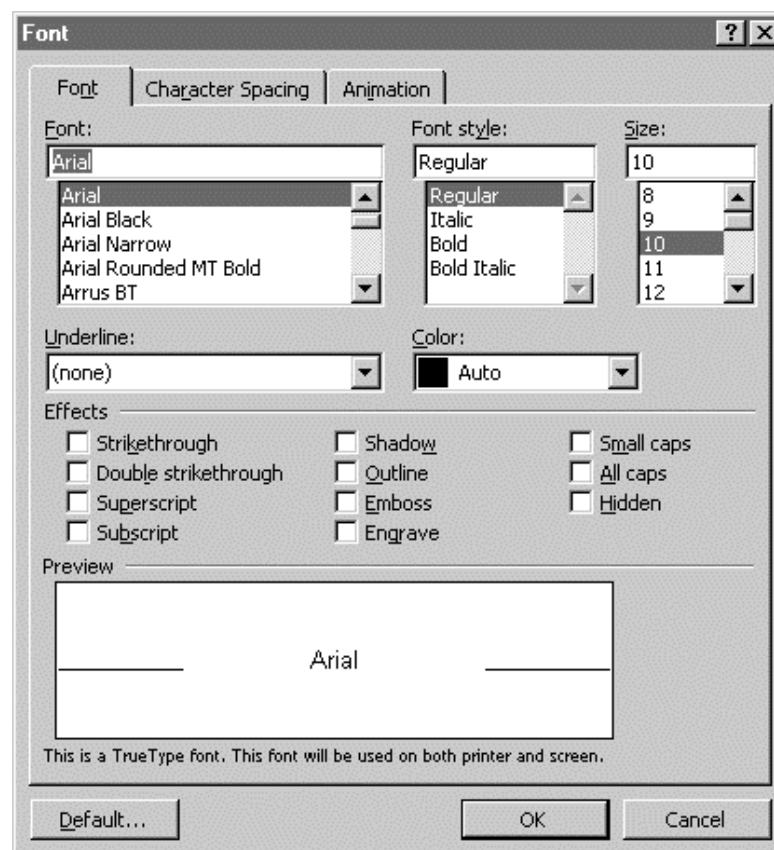 Font
Font Character Spacing Animation
Font: Font style: Size:
Arial Regular 10
Arial Regular 8
Arial Black Italic 9
Arial Narrow Bold 10
Arial Rounded MT Bold Bold Italic 11
Arrus BT 12
Underline: Color:
(none) Auto
Effects
Strikethrough Shadow Small caps
Double strikethrough Outline All caps
Superscript Emboss Hidden
Subscript Engrave
Preview
Arial
This is a TrueType font. This font will be used on both printer and screen.
Default... OK Cancel